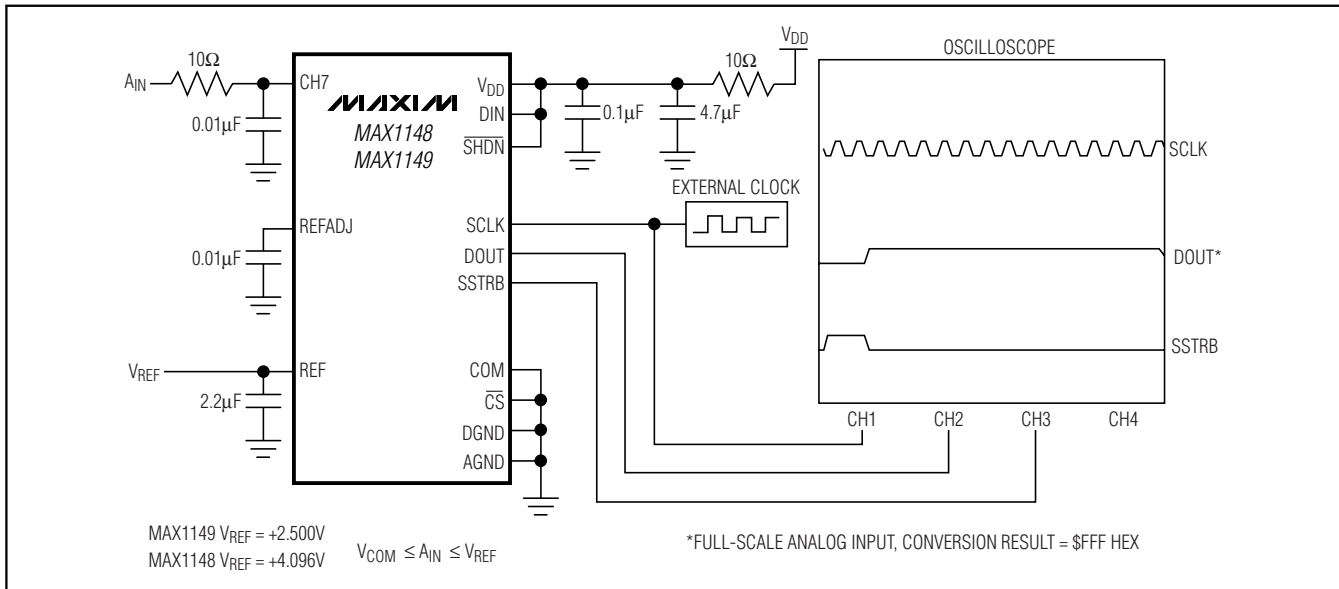 OSCILLOSCOPE
VDD
10Ω
10Ω
AIN
CH7
VDD
MAXIM
DIN
0.1µF
4.7µF
0.01µF
MAX1148
SHDN
MAX1149
SCLK
EXTERNAL CLOCK
REFADJ
SCLK
DOUT
DOUT*
0.01µF
SSTRB
SSTRB
VREF
REF
COM
2.2µF
CS
CH1
CH2
CH3
CH4
DGND
AGND
MAX1149 VREF = +2.500V
MAX1148 VREF = +4.096V
VCOM ≤ AIN ≤ VREF
*FULL-SCALE ANALOG INPUT, CONVERSION RESULT = $FFF HEX